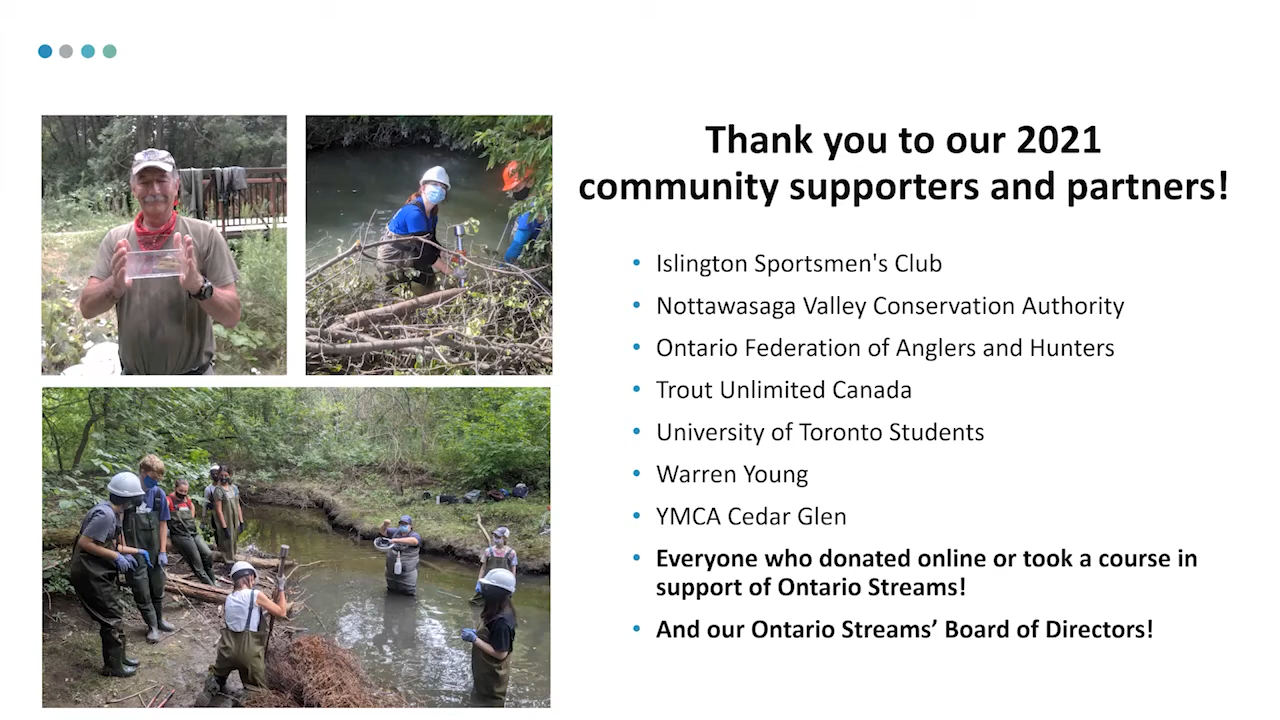 Thank you to our 2021
community supporters and partners!
• Islington Sportsmen's Club
• Nottawasaga Valley Conservation Authority
• Ontario Federation of Anglers and Hunters
• Trout Unlimited Canada
• University of Toronto Students
• Warren Young
• YMCA Cedar Glen
• Everyone who donated online or took a course in
support of Ontario Streams!
• And our Ontario Streams’ Board of Directors!